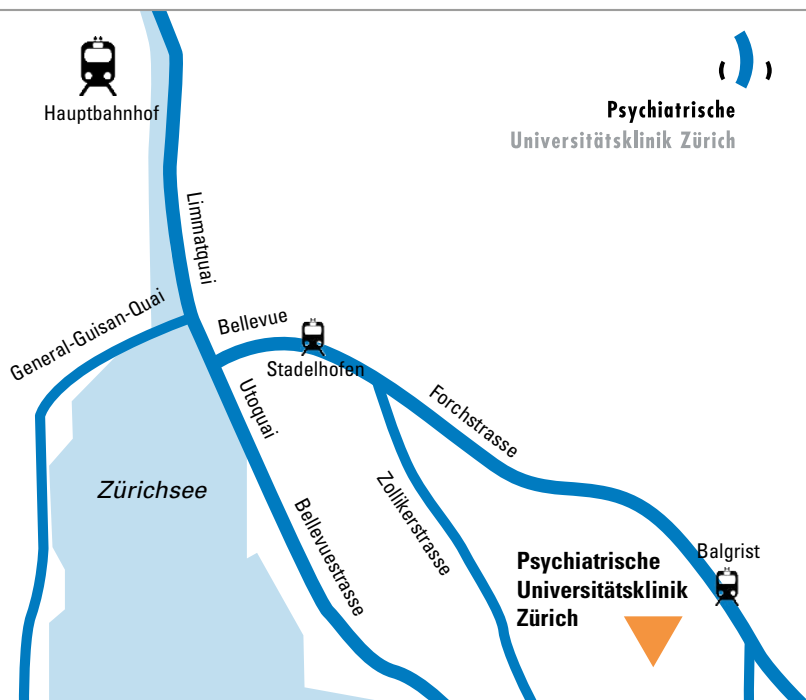 Hauptbahnhof
Psychiatrische
Universitätsklinik Zürich
Limmatquai
General-Guisan-Quai
Bellevue
Stadelhofen
Utoquai
Forchstrasse
Zürichsee
Zollikerstrasse
Bellevuestrasse
Balgrist
Psychiatrische
Universitätsklinik
Zürich